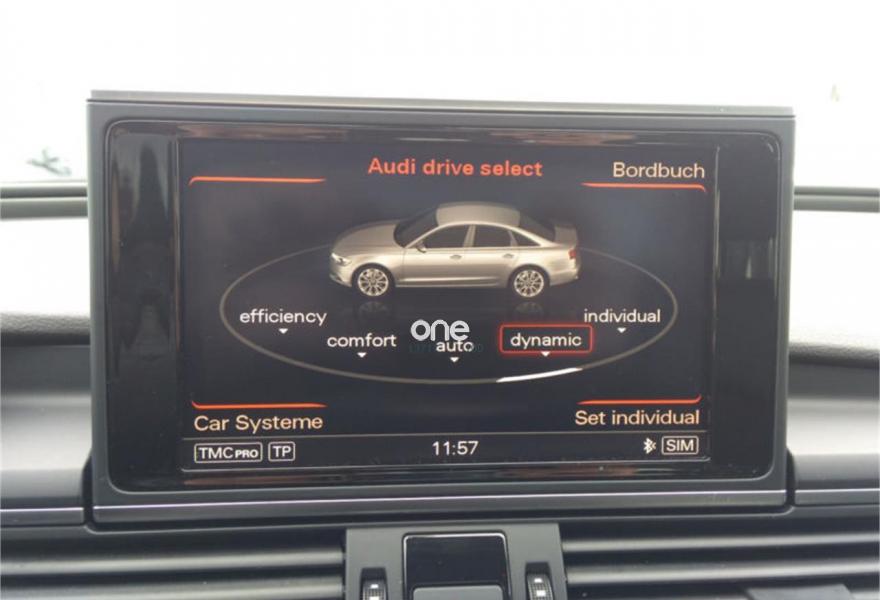 Audi drive select
Bordbuch
efficiency
individual
one
comfort
auto
dynamic
Car Systeme
Set individual
TMC PRO TP
11:57
SIM